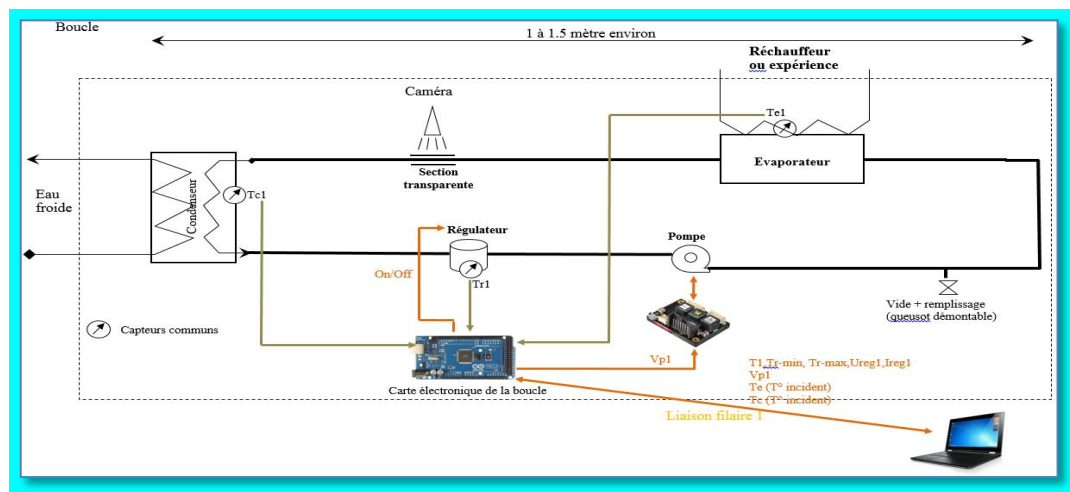 Boucle
1 à 1.5 mètre environ
Réchauffeur
ou expérience
Caméra
Te1
Section
transparente
Evaporateur
Eau
froide
Condenseur
Tc1
Régulateur
Pompe
On/Off
Tr1
Vide + remplissage
(queusot démontable)
Capteurs communs
Vp1
T1,Tr-min, Tr-max,Ureg1,Ireg1
Vp1
Te (T° incident)
Tc (T° incident)
Carte électronique de la boucle
Liaison filaire 1